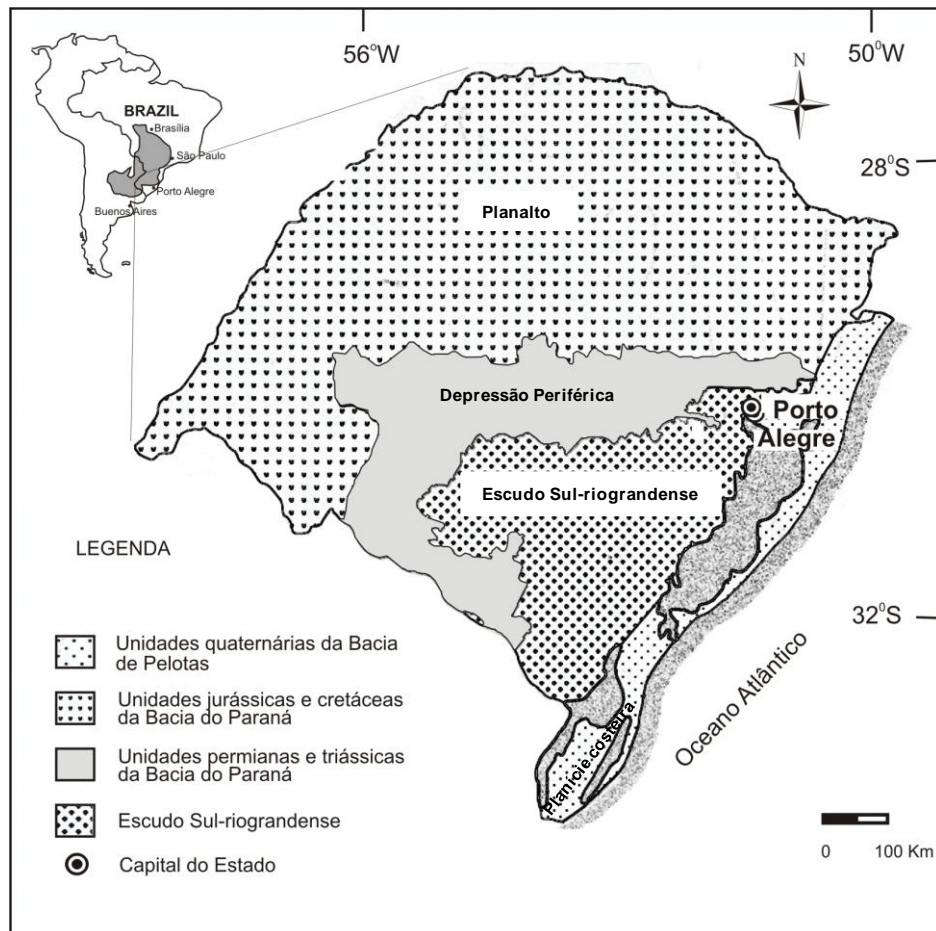 56°W
50°W
N
BRAZIL
Brasília
São Paulo
Porto Alegre
Buenos Aires
28°S
Planalto
Depressão Periférica
Porto
Alegre
Escudo Sul-riograndense
LEGENDA
32°S
Unidades quaternárias da Bacia
de Pelotas
Unidades jurássicas e cretáceas
da Bacia do Paraná
Unidades permianas e triássicas
da Bacia do Paraná
Escudo Sul-riograndense
Capital do Estado
Planície costeira
Oceano Atlântico
0 100 Km